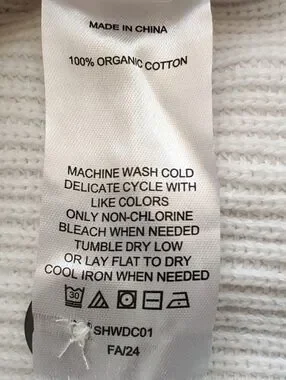 MADE IN CHINA
100% ORGANIC COTTON
MACHINE WASH COLD
DELICATE CYCLE WITH
LIKE COLORS
ONLY NON-CHLORINE
BLEACH WHEN NEEDED
TUMBLE DRY LOW
OR LAY FLAT TO DRY
COOL IRON WHEN NEEDED
30
SHWDC01
FA/24